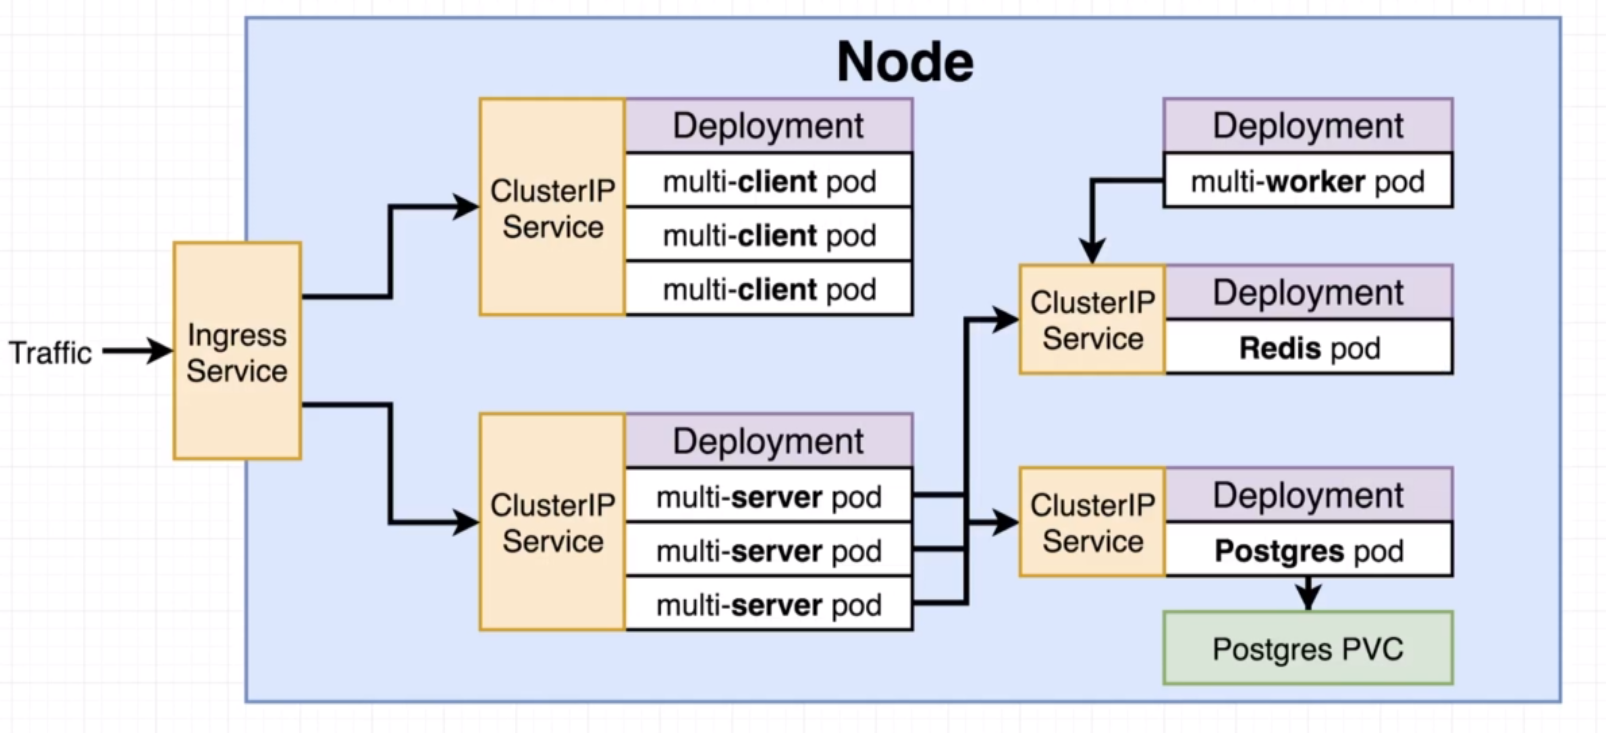 Node
Traffic
Ingress
Service
ClusterIP
Service
Deployment
multi-client pod
multi-client pod
multi-client pod
ClusterIP
Service
Deployment
multi-server pod
multi-server pod
multi-server pod
Deployment
multi-worker pod
ClusterIP
Service
Deployment
Redis pod
ClusterIP
Service
Deployment
Postgres pod
Postgres PVC